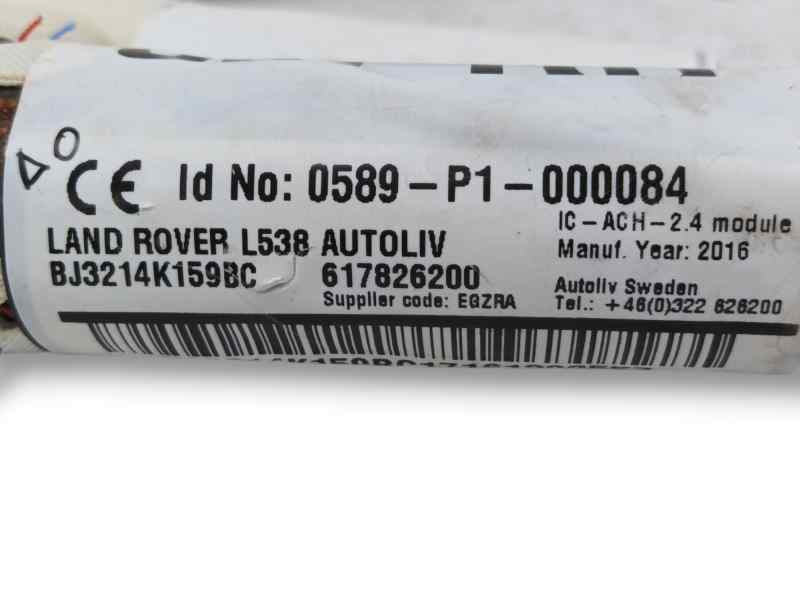 CE Id No: 0589-P1-000084
IC-ACH-2.4 module
LAND ROVER L538 AUTOLIV
Manuf. Year: 2016
BJ3214K159BC 617826200
Supplier code: EGZRA
Autoliv Sweden
Tel.: +46(0)322 626200